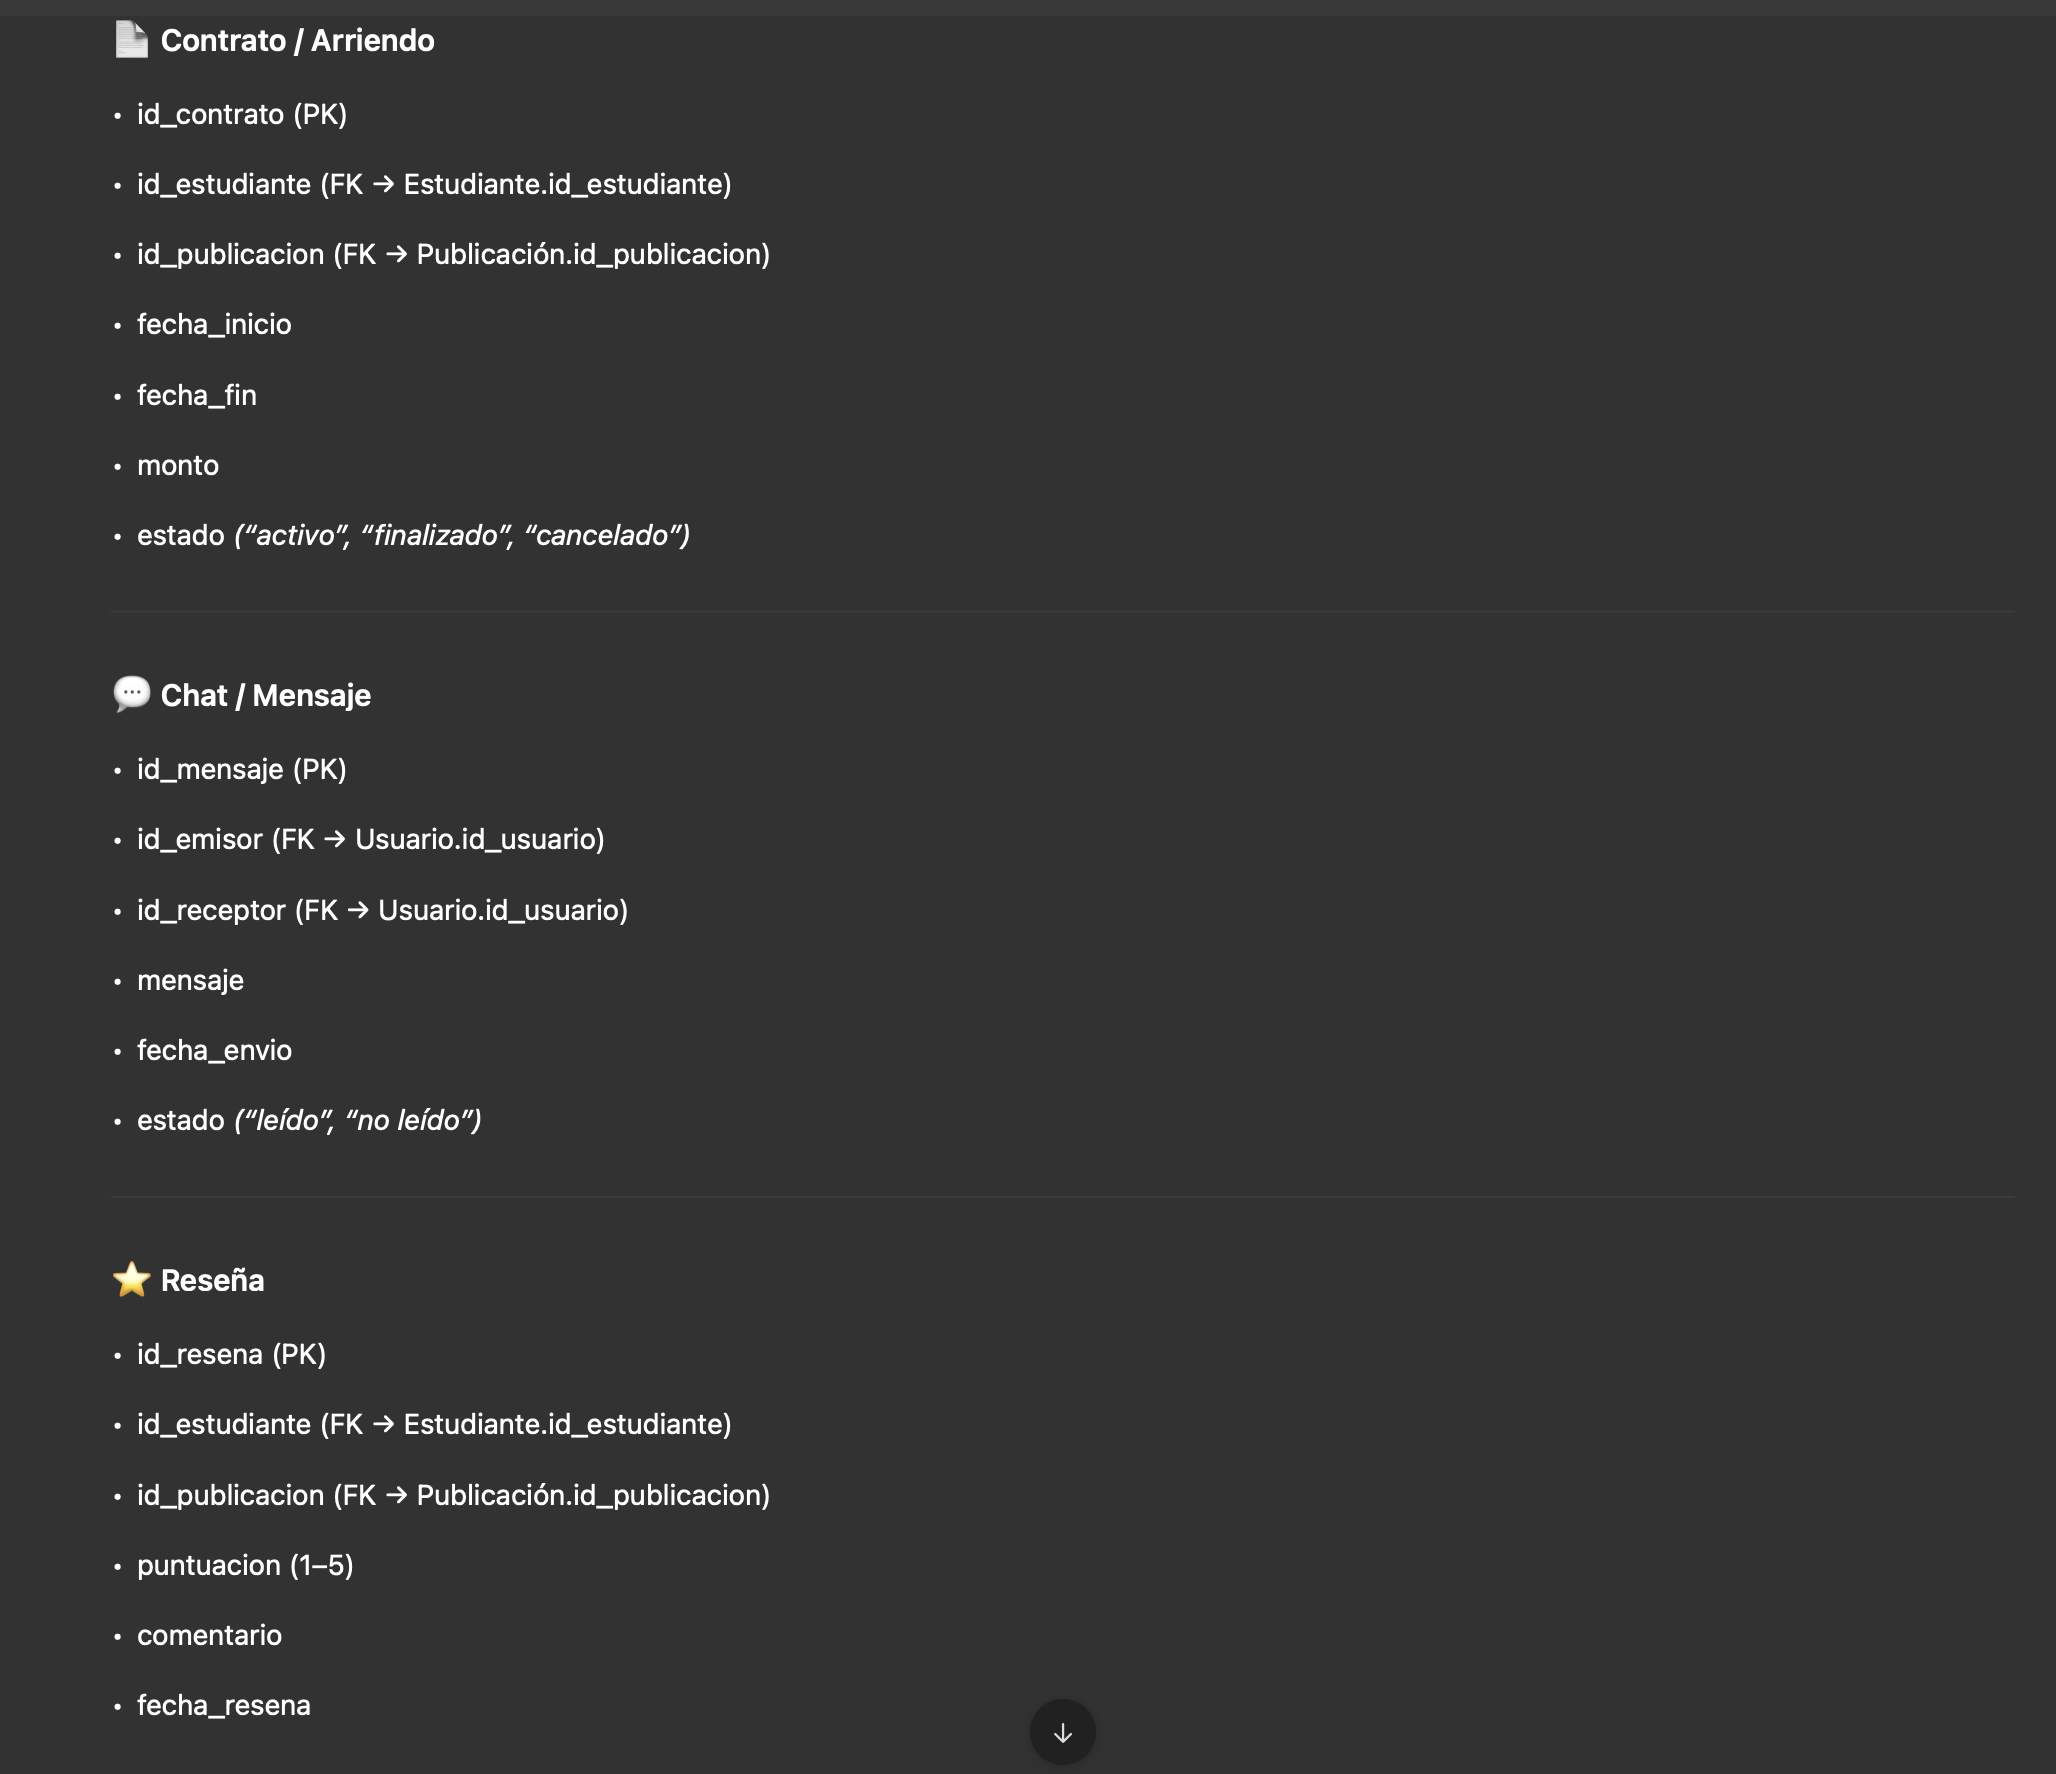 Contrato / Arriendo
• id_contrato (PK)
• id_estudiante (FK → Estudiante.id_estudiante)
• id_publicacion (FK → Publicación.id_publicacion)
• fecha_inicio
• fecha_fin
• monto
• estado (“activo”, “finalizado”, “cancelado”)
Chat / Mensaje
• id_mensaje (PK)
• id_emisor (FK → Usuario.id_usuario)
• id_receptor (FK → Usuario.id_usuario)
• mensaje
• fecha_envio
• estado (“leído”, “no leído”)
Reseña
• id_resena (PK)
• id_estudiante (FK → Estudiante.id_estudiante)
• id_publicacion (FK → Publicación.id_publicacion)
• puntuacion (1–5)
• comentario
• fecha_resena